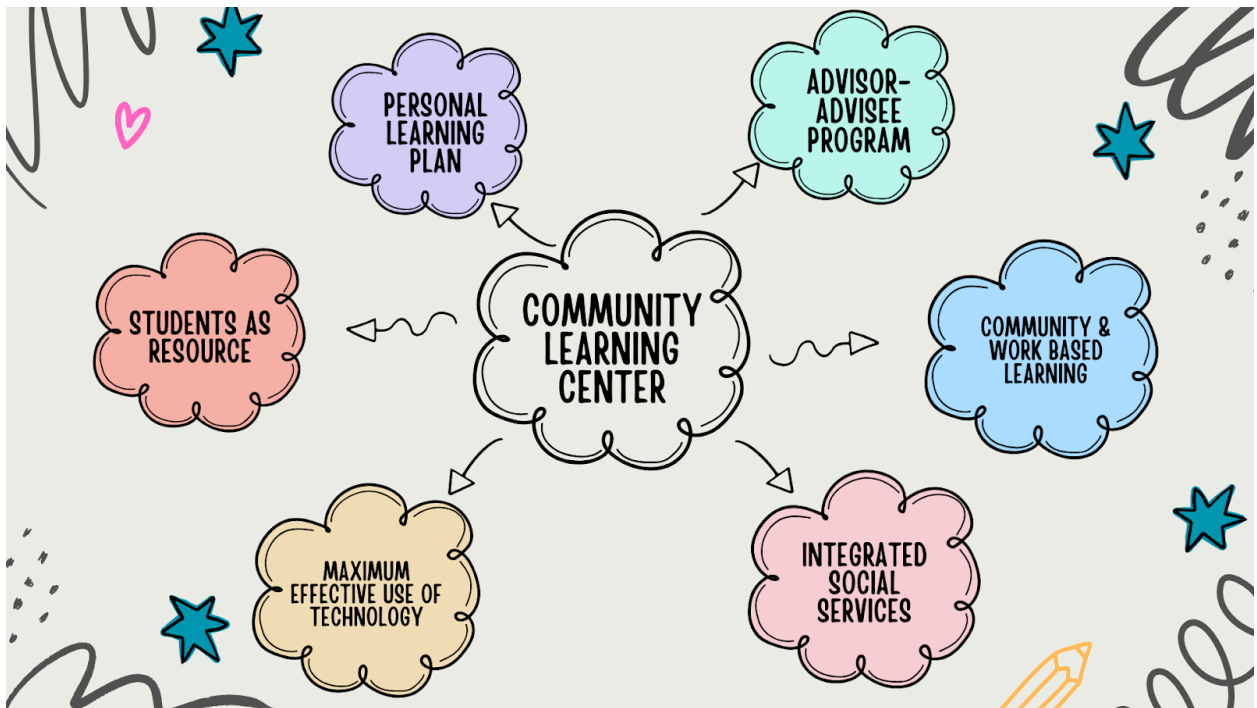 PERSONAL
LEARNING
PLAN
ADVISOR-
ADVISEE
PROGRAM
STUDENTS AS
RESOURCE
COMMUNITY
LEARNING
CENTER
COMMUNITY &
WORK BASED
LEARNING
MAXIMUM
EFFECTIVE USE OF
TECHNOLOGY
INTEGRATED
SOCIAL
SERVICES